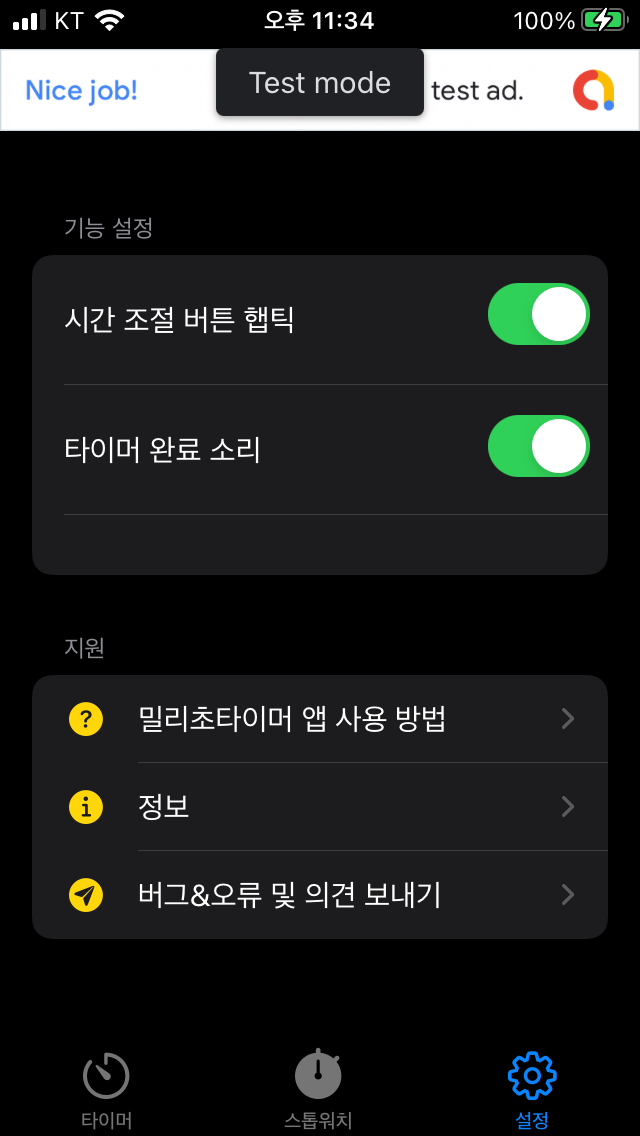 KT 오후 11:34 100%
Nice job! Test mode test ad.
기능 설정
시간 조절 버튼 햅틱
타이머 완료 소리
지원
밀리초타이머 앱 사용 방법
정보
버그&오류 및 의견 보내기
타이머 스톱워치 설정